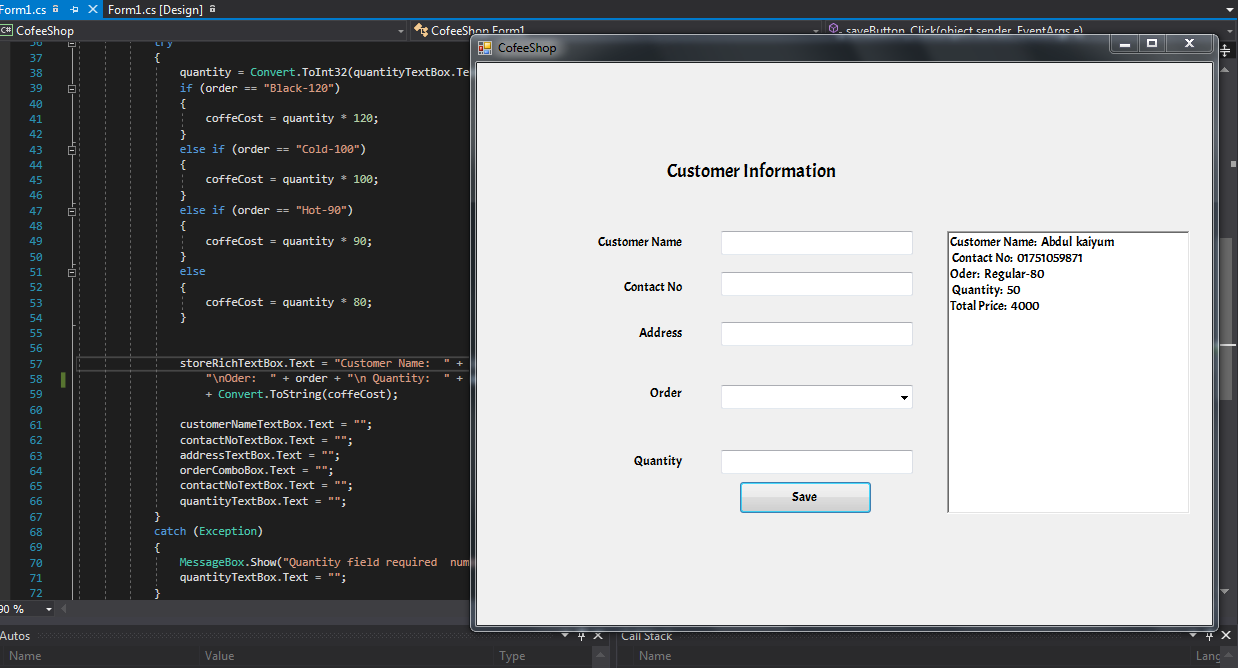 Form1.cs
Form1.cs [Design]
C# CofeeShop
CofeeShop.Form1
saveButton_Click(object sender, EventArgs e)
36 try
37 {
38 quantity = Convert.ToInt32(quantityTextBox.Te
39 if (order == "Black-120")
40 {
41 coffeCost = quantity * 120;
42 }
43 else if (order == "Cold-100")
44 {
45 coffeCost = quantity * 100;
46 }
47 else if (order == "Hot-90")
48 {
49 coffeCost = quantity * 90;
50 }
51 else
52 {
53 coffeCost = quantity * 80;
54 }
55
56
57 storeRichTextBox.Text = "Customer Name:  " +
58 "\nOder:  " + order + "\n Quantity:  " +
59 + Convert.ToString(coffeCost);
60
61 customerNameTextBox.Text = "";
62 contactNoTextBox.Text = "";
63 addressTextBox.Text = "";
64 orderComboBox.Text = "";
65 contactNoTextBox.Text = "";
66 quantityTextBox.Text = "";
67 }
68 catch (Exception)
69 {
70 MessageBox.Show("Quantity field required  num
71 quantityTextBox.Text = "";
72 }
90 %
Autos
Name Value Type
CofeeShop
Customer Information
Customer Name
Contact No
Address
Order
Quantity
Save
Customer Name: Abdul kaiyum
Contact No: 01751059871
Oder: Regular-80
Quantity: 50
Total Price: 4000
Call Stack
Name Lang